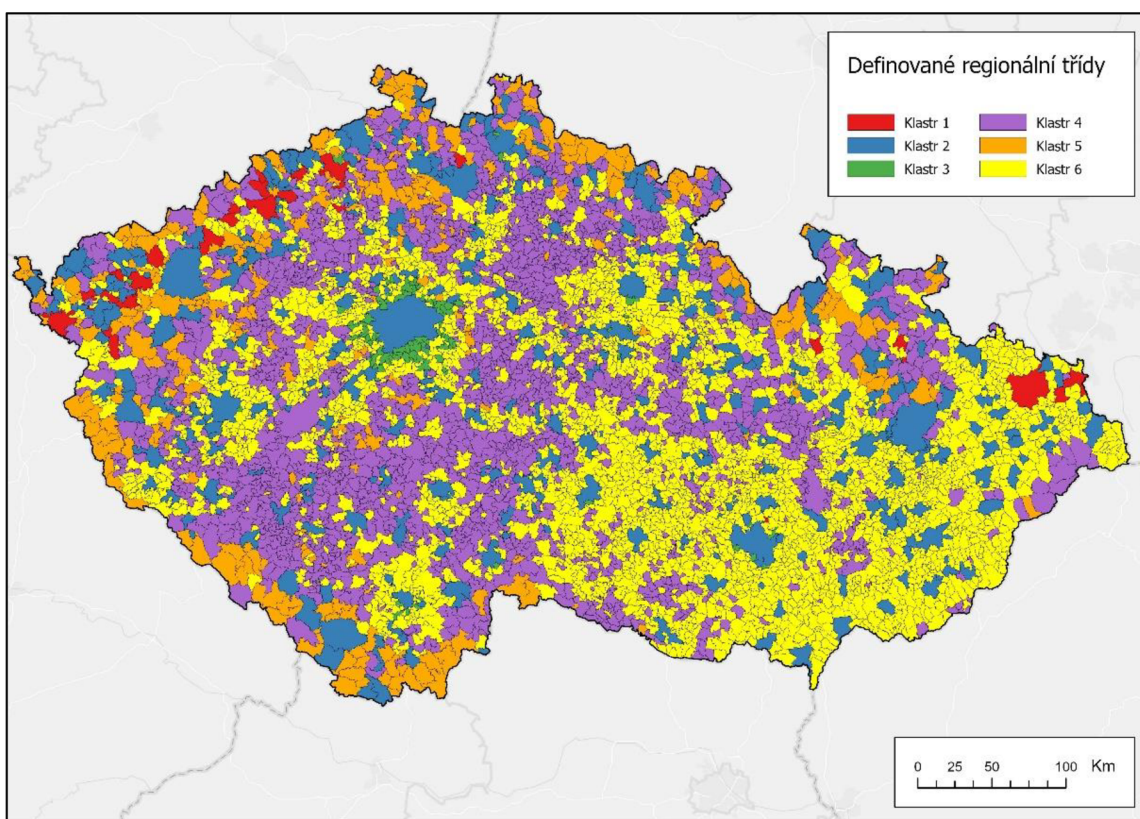 Definované regionální třídy
Klastr 1
Klastr 4
Klastr 2
Klastr 5
Klastr 3
Klastr 6
0 25 50 100 Km